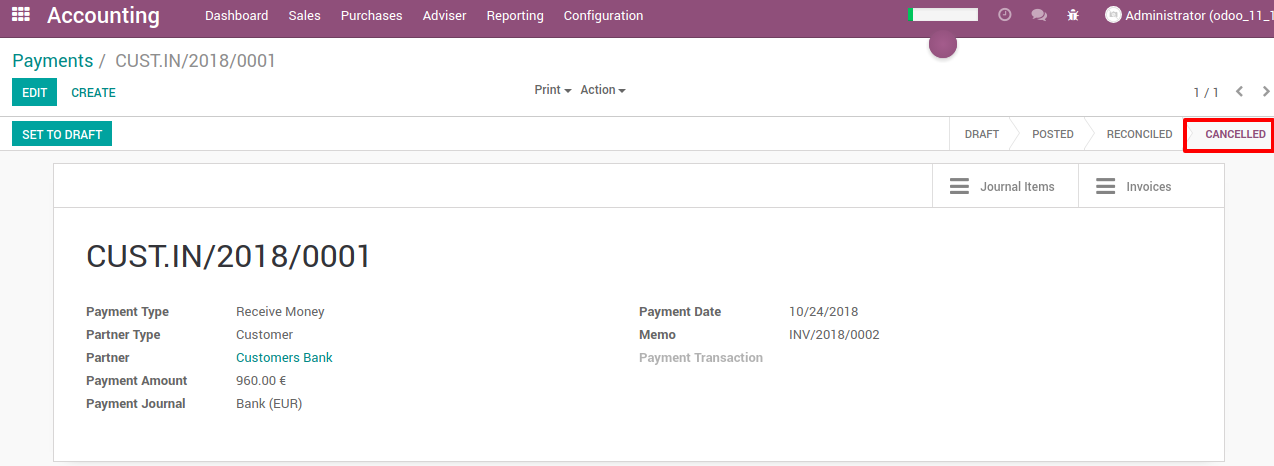 Accounting Dashboard Sales Purchases Adviser Reporting Configuration Administrator (odoo_11_1
Payments / CUST.IN/2018/0001
EDIT CREATE Print Action 1 / 1
SET TO DRAFT DRAFT POSTED RECONCILED CANCELLED
Journal Items Invoices
CUST.IN/2018/0001
Payment Type Receive Money Payment Date 10/24/2018
Partner Type Customer Memo INV/2018/0002
Partner Customers Bank Payment Transaction
Payment Amount 960.00 €
Payment Journal Bank (EUR)